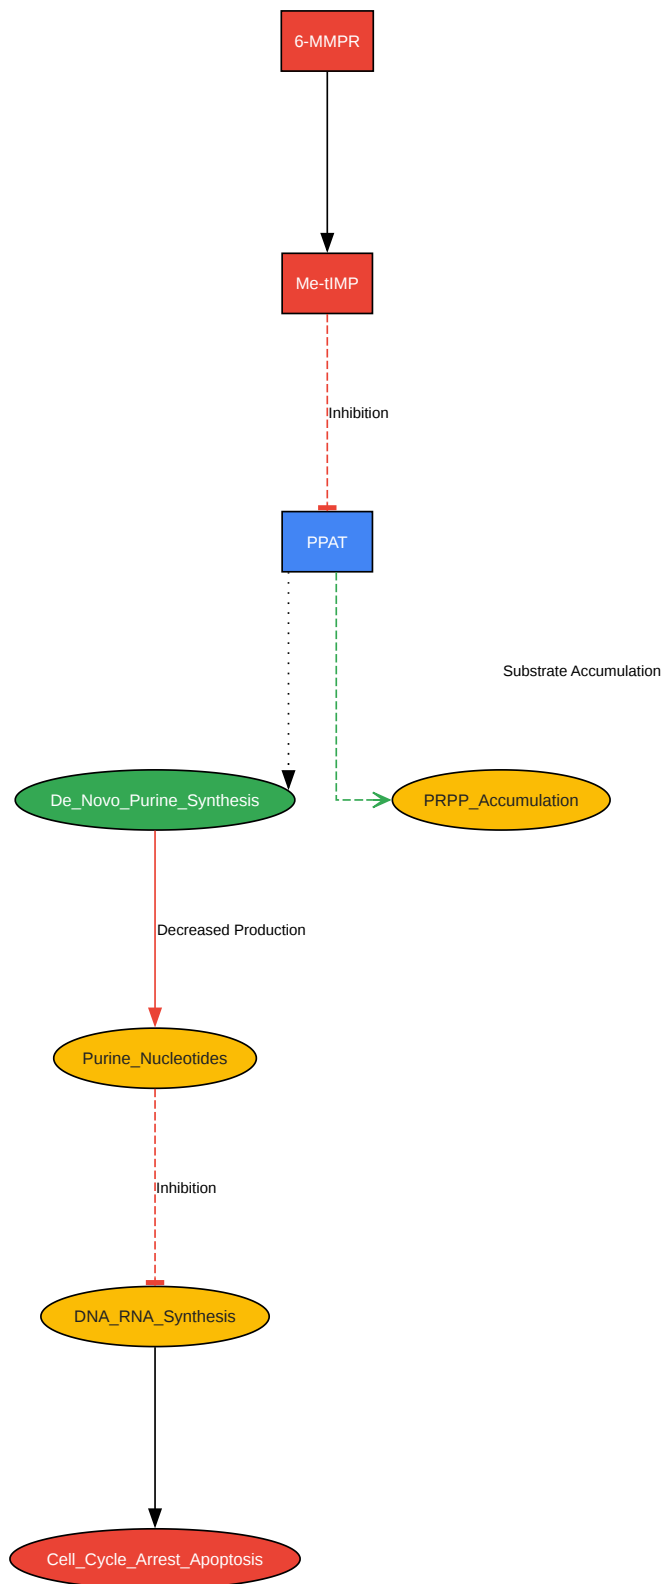 6-MMPR
Me-tIMP
Inhibition
PPAT
Substrate Accumulation
De_Novo_Purine_Synthesis
PRPP_Accumulation
Decreased Production
Purine_Nucleotides
Inhibition
DNA_RNA_Synthesis
Cell_Cycle_Arrest_Apoptosis